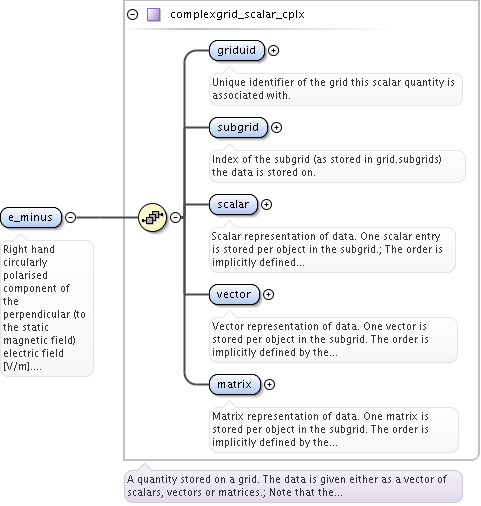 complexgrid_scalar_cplx
griduid
Unique identifier of the grid this scalar quantity is
associated with.
subgrid
Index of the subgrid (as stored in grid.subgrids)
the data is stored on.
scalar
Scalar representation of data. One scalar entry
is stored per object in the subgrid.; The order is
implicitly defined...
e_minus
Right hand
circularly
polarised
component of
the
perpendicular (to
the static
magnetic field)
electric field
[V/m]....
vector
Vector representation of data. One vector is
stored per object in the subgrid. The order is
implicitly defined by the...
matrix
Matrix representation of data. One matrix is
stored per object in the subgrid. The order is
implicitly defined by the...
A quantity stored on a grid. The data is given either as a vector of
scalars, vectors or matrices.; Note that the...